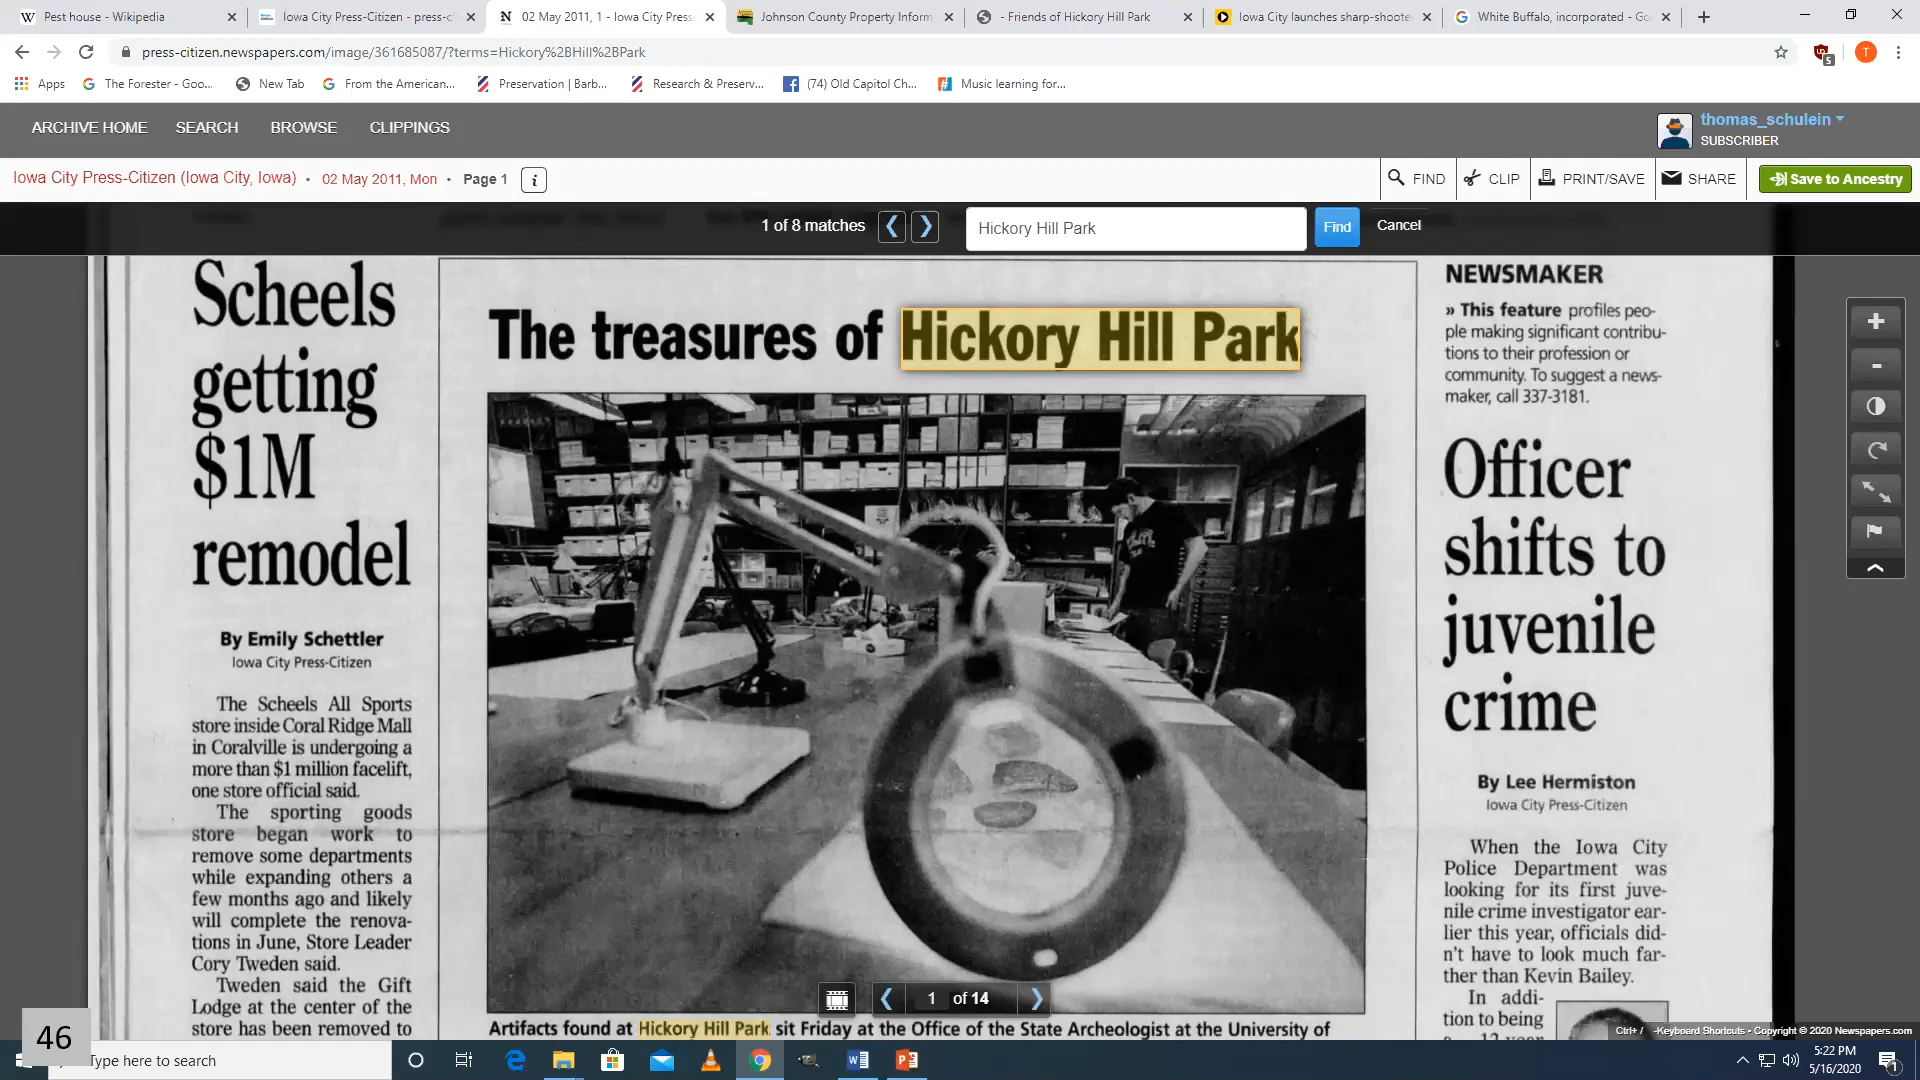 Pest house - Wikipedia
Iowa City Press-Citizen - press-c
02 May 2011, 1 - Iowa City Press
Johnson County Property Inform
- Friends of Hickory Hill Park
Iowa City launches sharp-shoote
White Buffalo, incorporated - Go
press-citizen.newspapers.com/image/361685087/?terms=Hickory%2BHill%2BPark
5
T
Apps
The Forester - Goo...
New Tab
From the American...
Preservation | Barb...
Research & Preserv...
(74) Old Capitol Ch...
Music learning for...
ARCHIVE HOME
SEARCH
BROWSE
CLIPPINGS
thomas_schulein
SUBSCRIBER
Iowa City Press-Citizen (Iowa City, Iowa) • 02 May 2011, Mon • Page 1
FIND
CLIP
PRINT/SAVE
SHARE
Save to Ancestry
1 of 8 matches
Hickory Hill Park
Find
Cancel
Scheels
getting
$1M
remodel
By Emily Schettler
Iowa City Press-Citizen
The Scheels All Sports
store inside Coral Ridge Mall
in Coralville is undergoing a
more than $1 million facelift,
one store official said.
The sporting goods
store began work to
remove some departments
while expanding others a
few months ago and likely
will complete the renova-
tions in June, Store Leader
Cory Tweden said.
Tweden said the Gift
Lodge at the center of the
store has been removed to
The treasures of Hickory Hill Park
1 of 14
Artifacts found at Hickory Hill Park sit Friday at the Office of the State Archeologist at the University of
NEWSMAKER
» This feature profiles peo-
ple making significant contribu-
tions to their profession or
community. To suggest a news-
maker, call 337-3181.
Officer
shifts to
juvenile
crime
By Lee Hermiston
Iowa City Press-Citizen
When the Iowa City
Police Department was
looking for its first juve-
nile crime investigator ear-
lier this year, officials did-
n't have to look much far-
ther than Kevin Bailey.
In addi-
tion to being
a 12-year
Ctrl+ / -Keyboard Shortcuts • Copyright © 2020 Newspapers.com
46
Type here to search
5:22 PM
5/16/2020
1